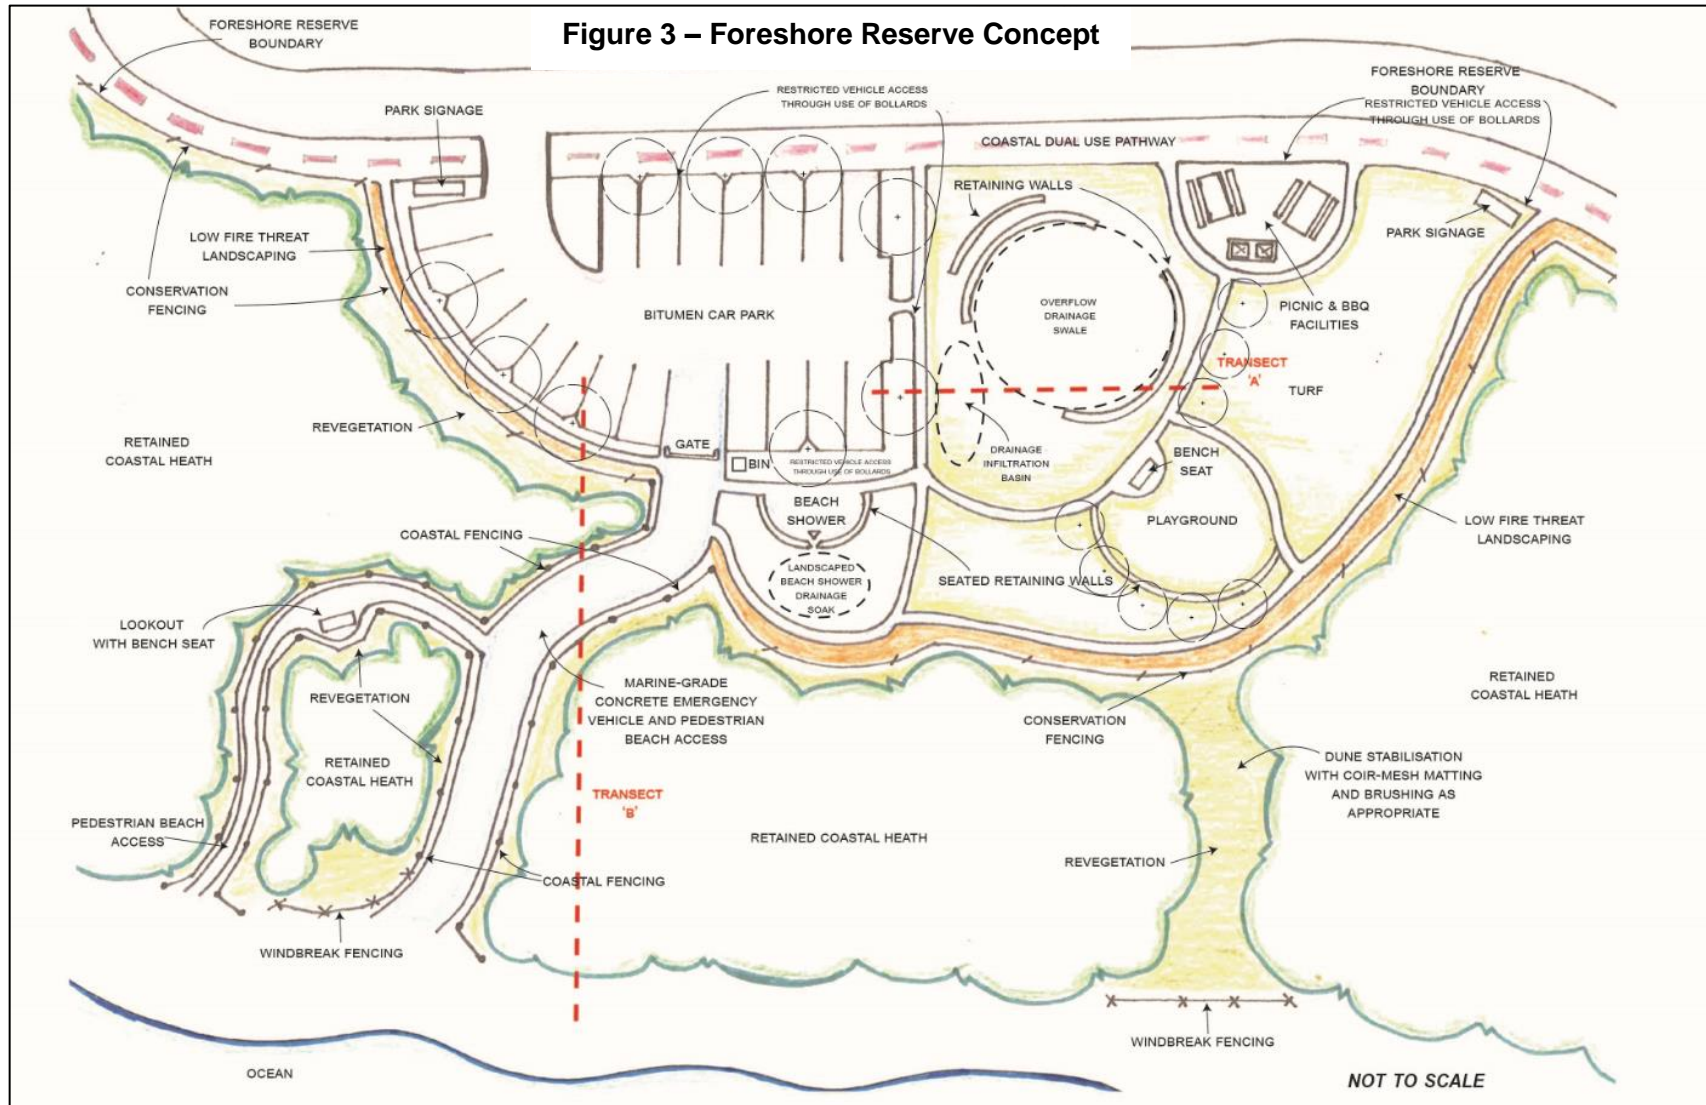 Figure 3 – Foreshore Reserve Concept
FORESHORE RESERVE
BOUNDARY
PARK SIGNAGE
RESTRICTED VEHICLE ACCESS
THROUGH USE OF BOLLARDS
FORESHORE RESERVE
BOUNDARY
RESTRICTED VEHICLE ACCESS
THROUGH USE OF BOLLARDS
COASTAL DUAL USE PATHWAY
RETAINING WALLS
PARK SIGNAGE
LOW FIRE THREAT
LANDSCAPING
CONSERVATION
FENCING
BITUMEN CAR PARK
OVERFLOW
DRAINAGE
SWALE
PICNIC & BBQ
FACILITIES
TRANSECT
'A'
TURF
REVEGETATION
RETAINED
COASTAL HEATH
GATE
BIN
RESTRICTED VEHICLE ACCESS
THROUGH USE OF BOLLARDS
DRAINAGE
INFILTRATION
BASIN
BENCH
SEAT
BEACH
SHOWER
PLAYGROUND
LOW FIRE THREAT
LANDSCAPING
COASTAL FENCING
LANDSCAPED
BEACH SHOWER
DRAINAGE
SOAK
SEATED RETAINING WALLS
LOOKOUT
WITH BENCH SEAT
REVEGETATION
MARINE-GRADE
CONCRETE EMERGENCY
VEHICLE AND PEDESTRIAN
BEACH ACCESS
RETAINED
COASTAL HEATH
CONSERVATION
FENCING
RETAINED
COASTAL HEATH
DUNE STABILISATION
WITH COIR-MESH MATTING
AND BRUSHING AS
APPROPRIATE
TRANSECT
'B'
PEDESTRIAN BEACH
ACCESS
RETAINED COASTAL HEATH
REVEGETATION
COASTAL FENCING
WINDBREAK FENCING
WINDBREAK FENCING
OCEAN
NOT TO SCALE